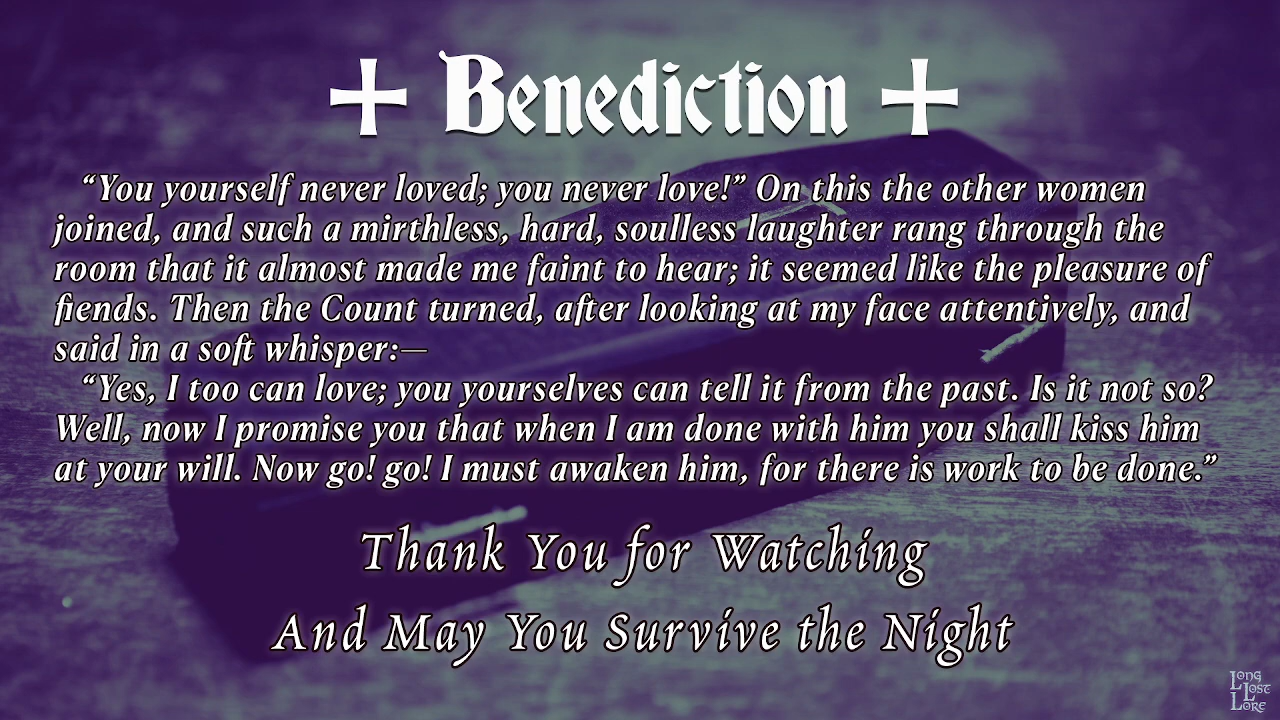 Benediction
“You yourself never loved; you never love!” On this the other women
joined, and such a mirthless, hard, soulless laughter rang through the
room that it almost made me faint to hear; it seemed like the pleasure of
fiends. Then the Count turned, after looking at my face attentively, and
said in a soft whisper:—
“Yes, I too can love; you yourselves can tell it from the past. Is it not so?
Well, now I promise you that when I am done with him you shall kiss him
at your will. Now go! go! I must awaken him, for there is work to be done.”
Thank You for Watching
And May You Survive the Night
Long
Lost
Lore